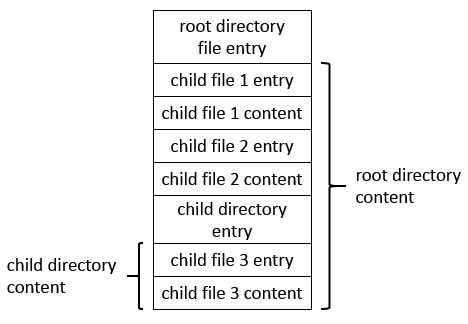 root directory
file entry
child file 1 entry
child file 1 content
child file 2 entry
child file 2 content
child directory
entry
child file 3 entry
child file 3 content
root directory
content
child directory
content